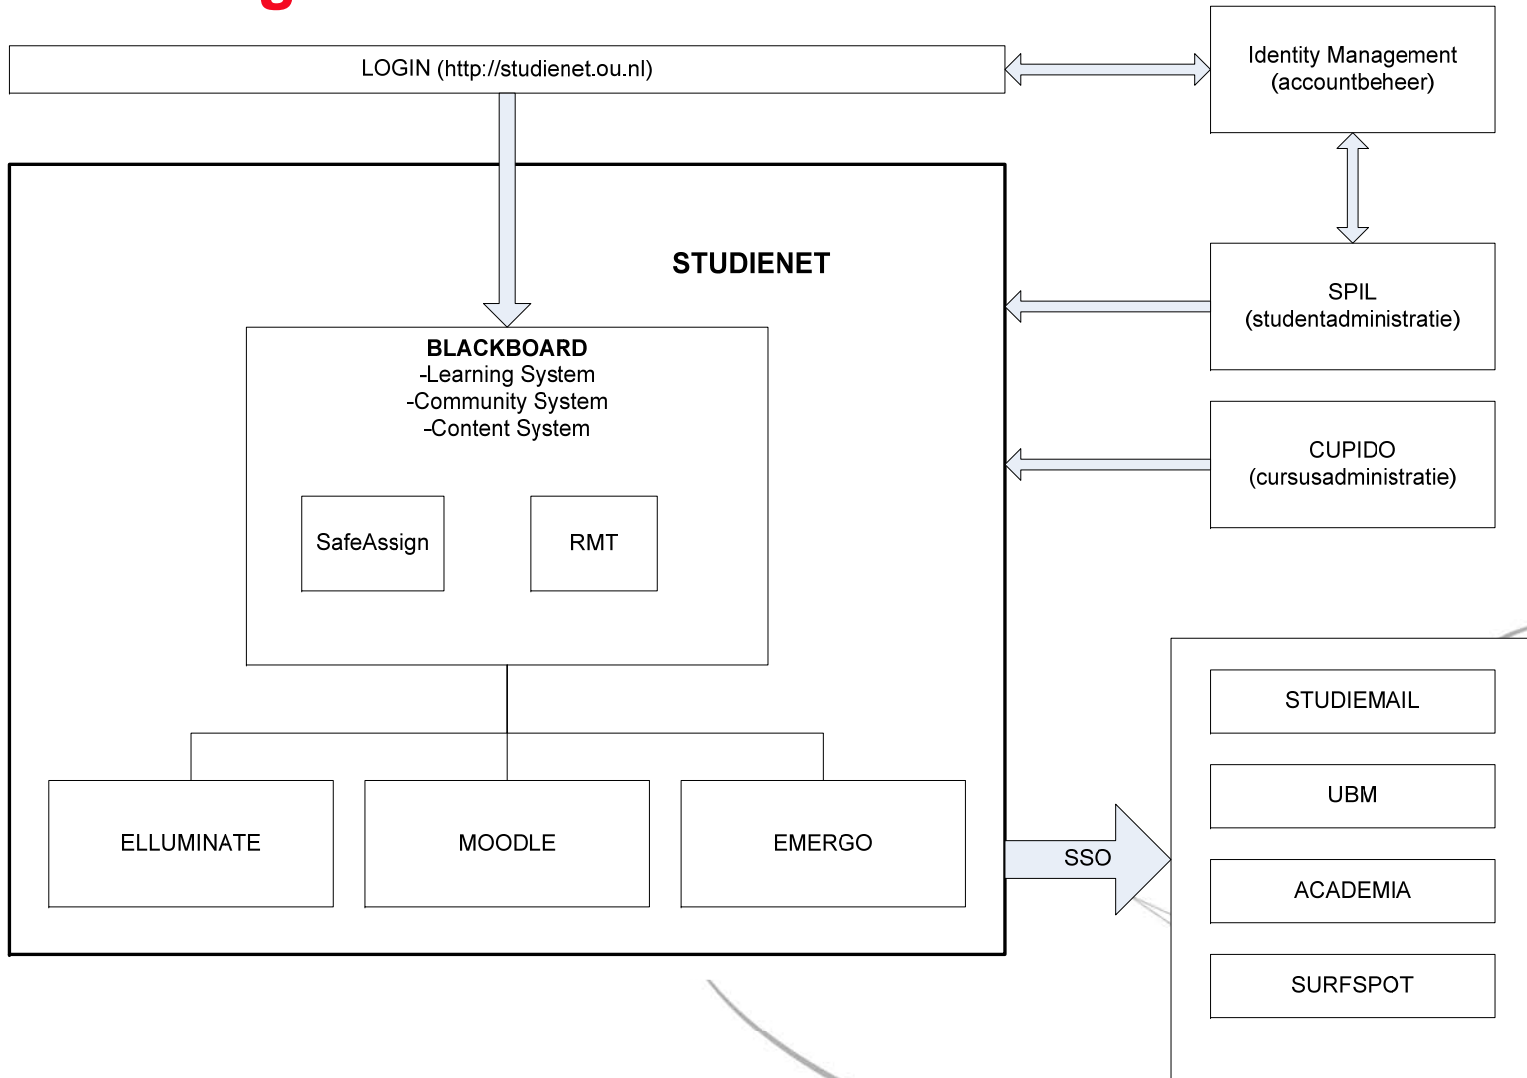 LOGIN (http://studienet.ou.nl)
Identity Management
(accountbeheer)
STUDIENET
SPIL
(studentadministratie)
BLACKBOARD
-Learning System
-Community System
-Content System
CUPIDO
(cursusadministratie)
SafeAssign
RMT
STUDIEMAIL
UBM
ELLUMINATE
MOODLE
EMERGO
SSO
ACADEMIA
SURFSPOT